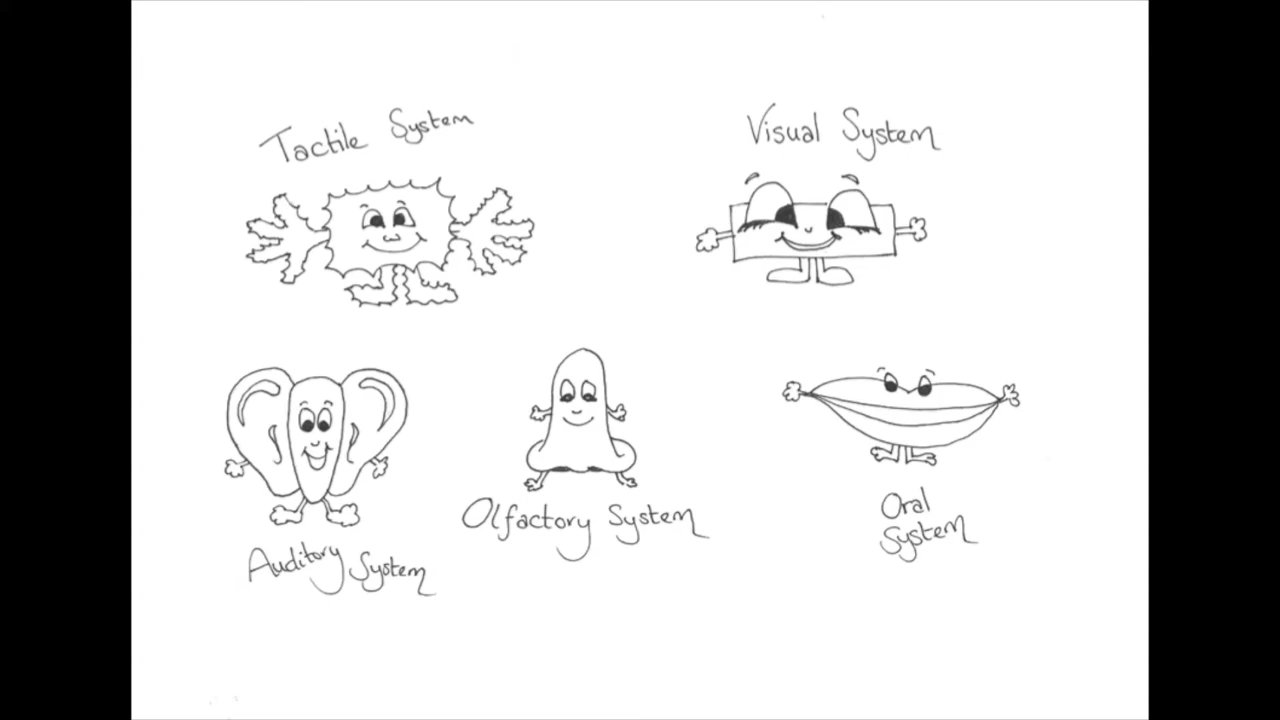 Tactile System
Visual System
Auditory System
Olfactory System
Oral
System